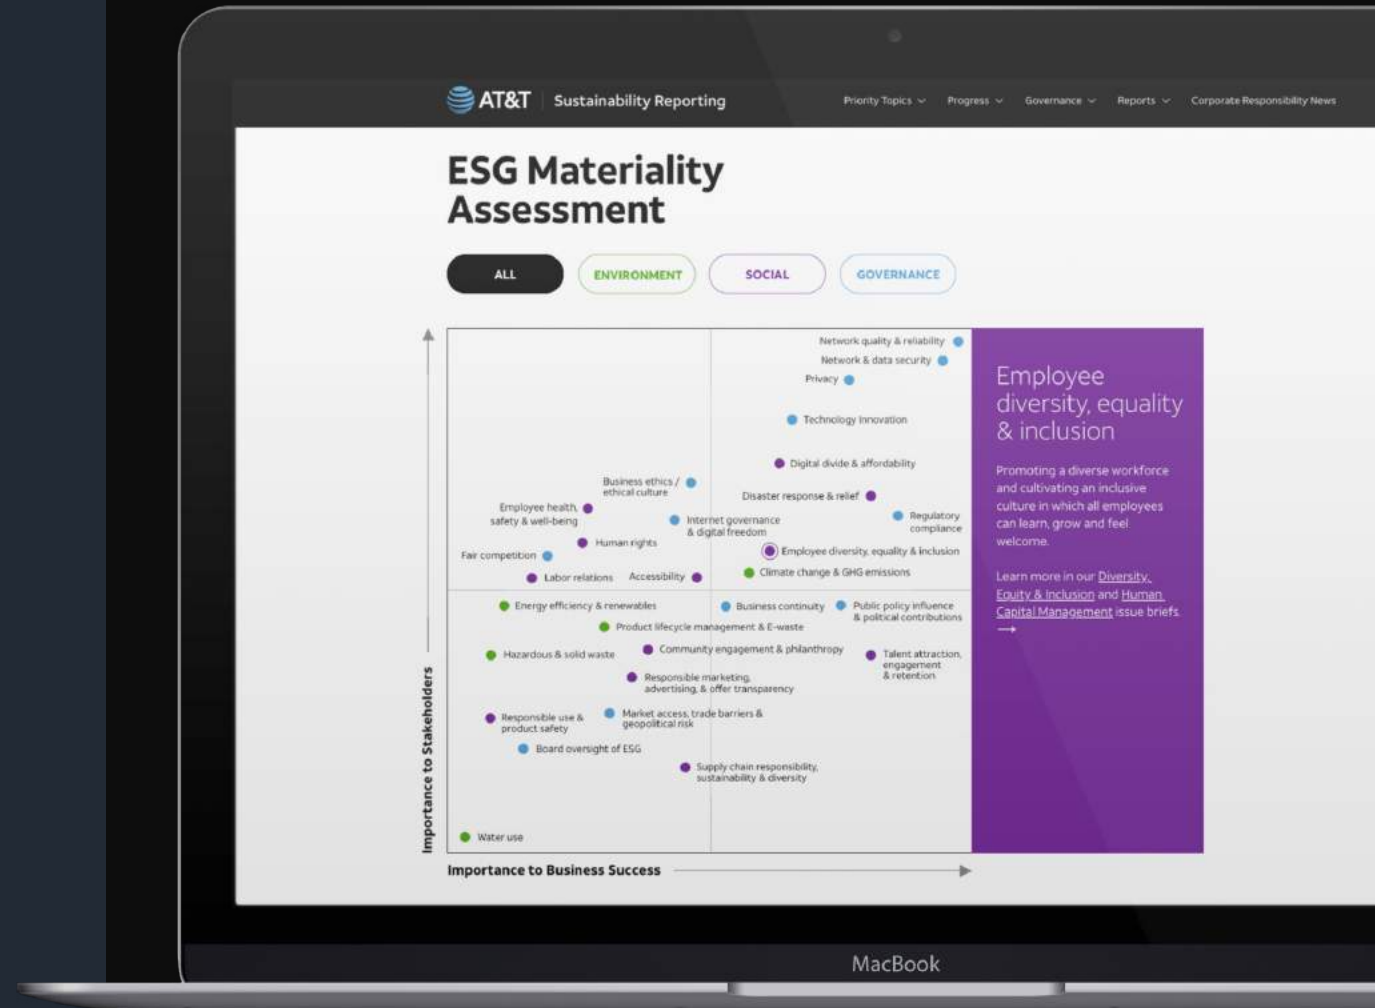 AT&T
Sustainability Reporting
Priority Topics
Progress
Governance
Reports
Corporate Responsibility News
ESG Materiality
Assessment
ALL
ENVIRONMENT
SOCIAL
GOVERNANCE
Network quality & reliability
Network & data security
Privacy
Technology Innovation
Digital divide & affordability
Business ethics /
ethical culture
Disaster response & relief
Employee health,
safety & well-being
Internet governance
& digital freedom
Regulatory
compliance
Human rights
Fair competition
Employee diversity, equality & inclusion
Labor relations
Accessibility
Climate change & GHG emissions
Energy efficiency & renewables
Business continuity
Public policy influence
& political contributions
Product lifecycle management & E-waste
Hazardous & solid waste
Community engagement & philanthropy
Talent attraction,
engagement
& retention
Responsible marketing,
advertising, & offer transparency
Responsible use &
product safety
Market access, trade barriers &
geopolitical risk
Board oversight of ESG
Supply chain responsibility,
sustainability & diversity
Water use
Importance to Stakeholders
Importance to Business Success
Employee
diversity, equality
& inclusion
Promoting a diverse workforce
and cultivating an inclusive
culture in which all employees
can learn, grow and feel
welcome.
Learn more in our Diversity,
Equity & Inclusion and Human
Capital Management issue briefs.
MacBook